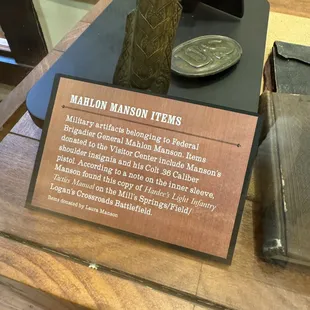 US
MAHLON MANSON ITEMS
Military artifacts belonging to Federal
Brigadier General Mahlon Manson. Items
donated to the Visitor Center include Manson's
shoulder insignia and his Colt .36 Caliber
pistol. According to a note on the inner sleeve,
Manson found this copy of Hardee's Light Infantry
Tactics Manual on the Mill's Springs/Field/
Logan's Crossroads Battlefield.
Items donated by Laura Manson